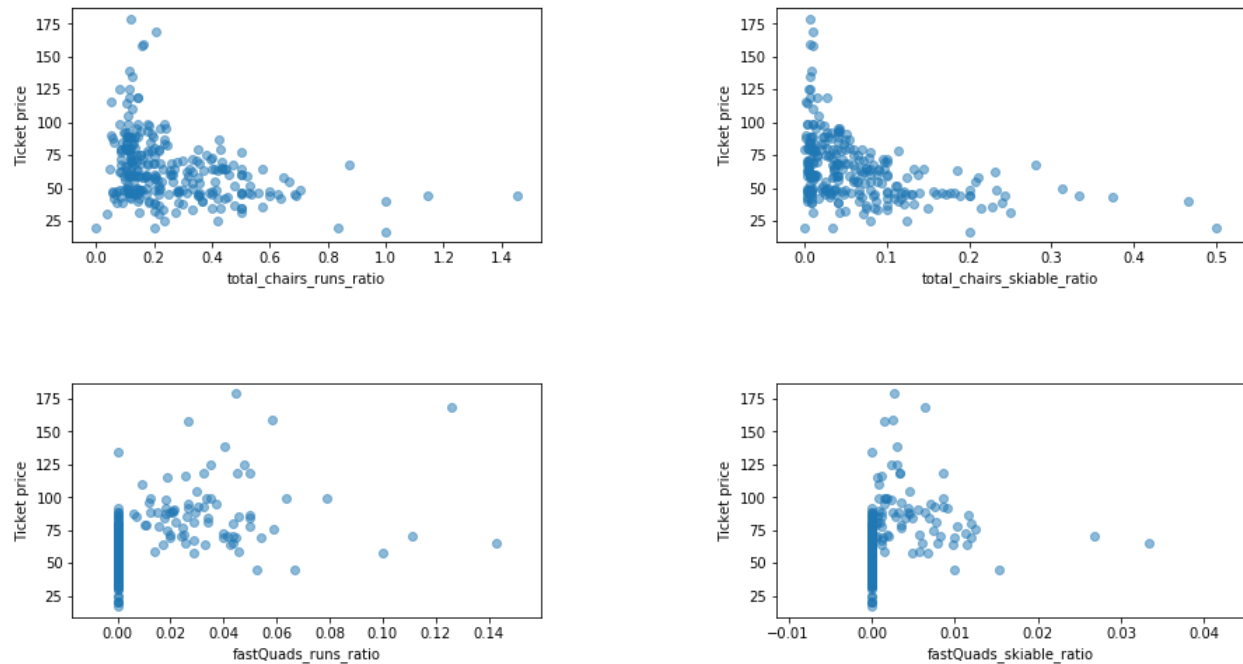 175
150
125
100
75
50
25
Ticket price
0.0 0.2 0.4 0.6 0.8 1.0 1.2 1.4
total_chairs_runs_ratio
175
150
125
100
75
50
25
Ticket price
0.0 0.1 0.2 0.3 0.4 0.5
total_chairs_skiable_ratio
175
150
125
100
75
50
25
Ticket price
0.00 0.02 0.04 0.06 0.08 0.10 0.12 0.14
fastQuads_runs_ratio
175
150
125
100
75
50
25
Ticket price
−0.01 0.00 0.01 0.02 0.03 0.04
fastQuads_skiable_ratio